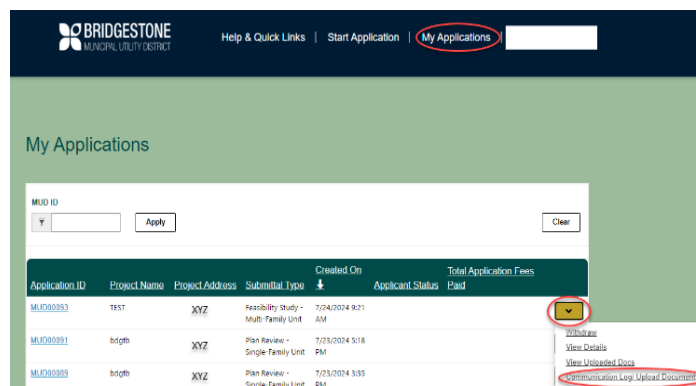 BRIDGESTONE
MUNICIPAL UTILITY DISTRICT
Help & Quick Links | Start Application | My Applications |
My Applications
MUD ID
Apply
Clear
Application ID Project Name Project Address Submittal Type Created On Applicant Status Total Application Fees Paid
MUD00093 TEST XYZ Feasibility Study - 7/24/2024 9:21
Multi-Family Unit AM
Withdraw
MUD00091 bdgtb XYZ Plan Review - 7/23/2024 5:18
Single-Family Unit PM
View Details
View Uploaded Docs
MUD00089 bdgtb XYZ Plan Review - 7/23/2024 3:35
Single-Family Unit PM
Communication Log/ Upload Document